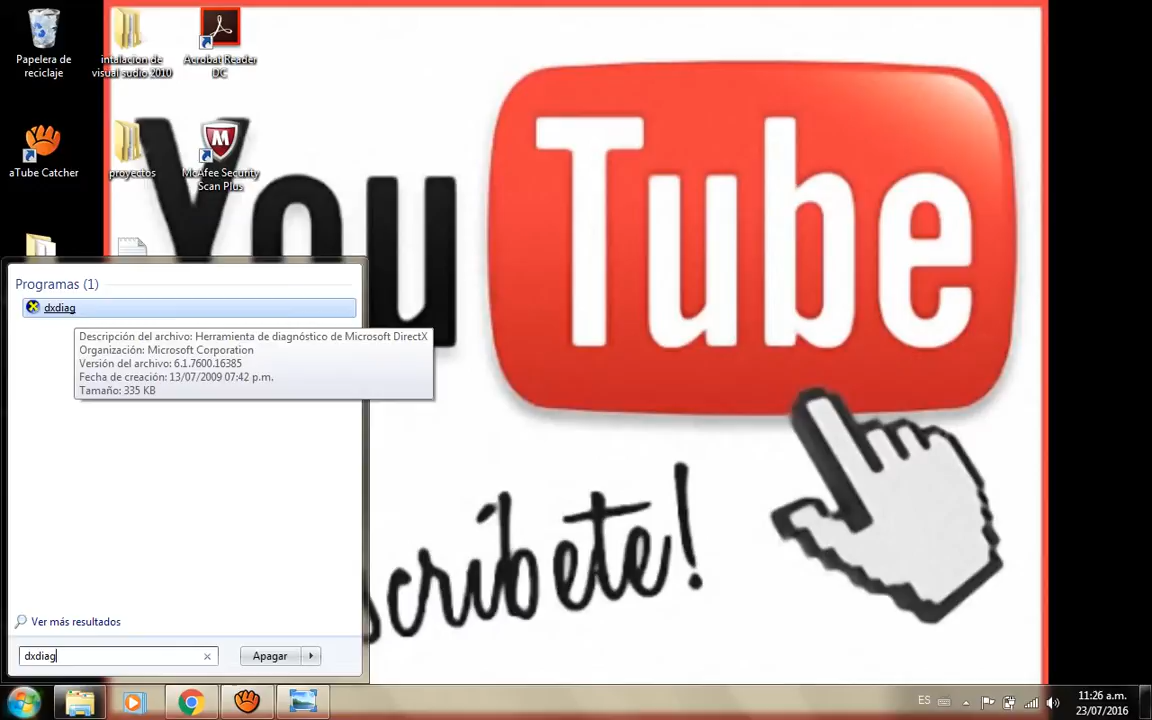 Papelera de
reciclaje
intalacion de
visual sudio 2010
Acrobat Reader
DC
aTube Catcher
proyectos
McAfee Security
Scan Plus
YouTube
scríbete!
Programas (1)
dxdiag
Descripción del archivo: Herramienta de diagnóstico de Microsoft DirectX
Organización: Microsoft Corporation
Versión del archivo: 6.1.7600.16385
Fecha de creación: 13/07/2009 07:42 p.m.
Tamaño: 335 KB
Ver más resultados
dxdiag
Apagar
ES
11:26 a.m.
23/07/2016